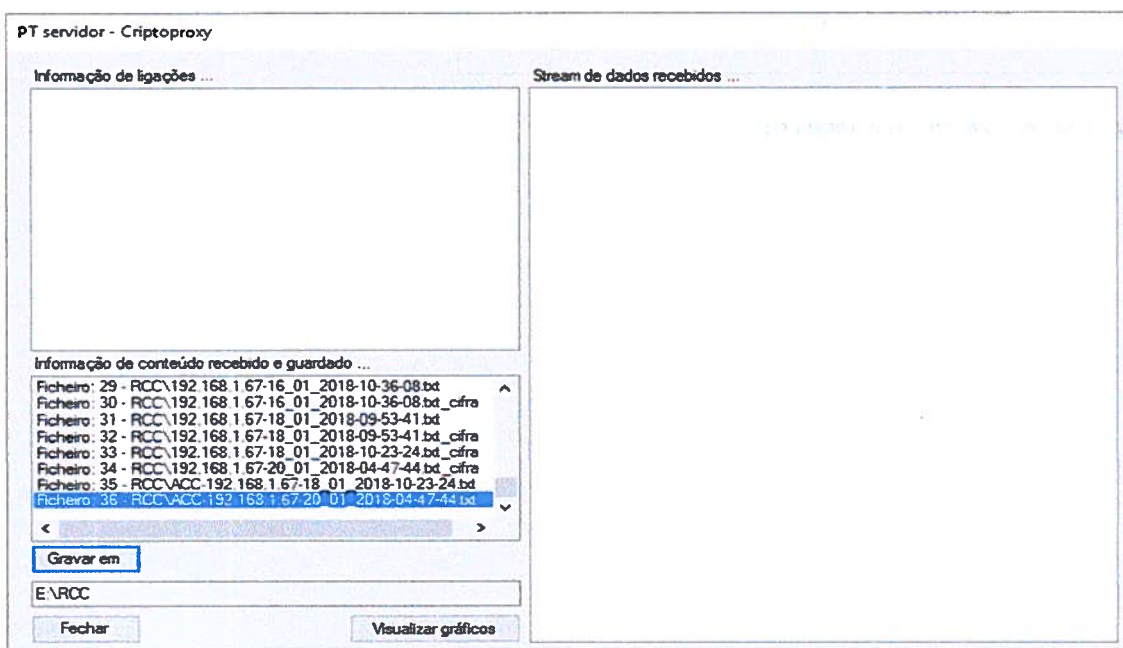 PT servidor - Criptoproxy
Informação de ligações ...
Stream de dados recebidos ...
Informação de conteúdo recebido e guardado ...
Ficheiro: 29 - RCC\192.168.1.67-16_01_2018-10-36-08.txt
Ficheiro: 30 - RCC\192.168.1.67-16_01_2018-10-36-08.txt_cifra
Ficheiro: 31 - RCC\192.168.1.67-18_01_2018-09-53-41.txt
Ficheiro: 32 - RCC\192.168.1.67-18_01_2018-09-53-41.txt_cifra
Ficheiro: 33 - RCC\192.168.1.67-18_01_2018-10-23-24.txt_cifra
Ficheiro: 34 - RCC\192.168.1.67-20_01_2018-04-47-44.txt_cifra
Ficheiro: 35 - RCC\ACC-192.168.1.67-18_01_2018-10-23-24.txt
Ficheiro: 36 - RCC\ACC-192.168.1.67-20_01_2018-04-47-44.txt
Gravar em
E:\RCC
Fechar
Visualizar gráficos